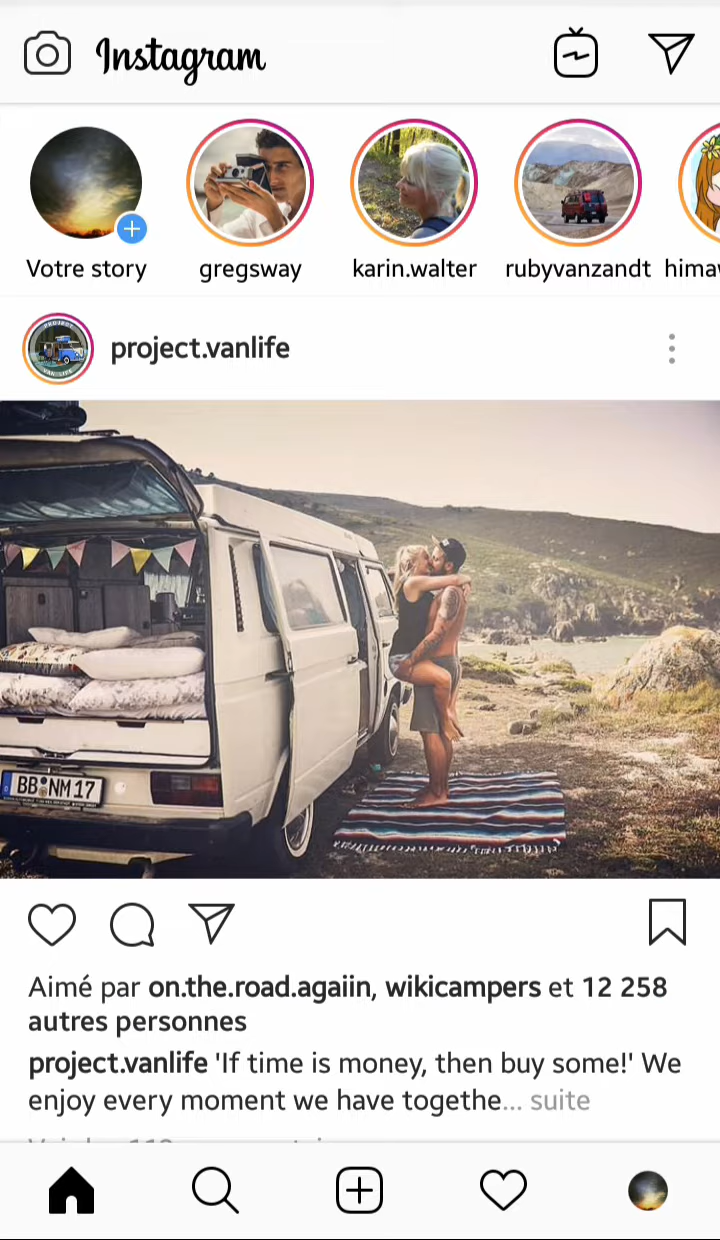 Instagram
Votre story
gregsway
karin.walter
rubyvanzandt
project.vanlife
BB NM 17
Aimé par on.the.road.agaiin, wikicampers et 12 258
autres personnes
project.vanlife 'If time is money, then buy some!' We
enjoy every moment we have togethe... suite